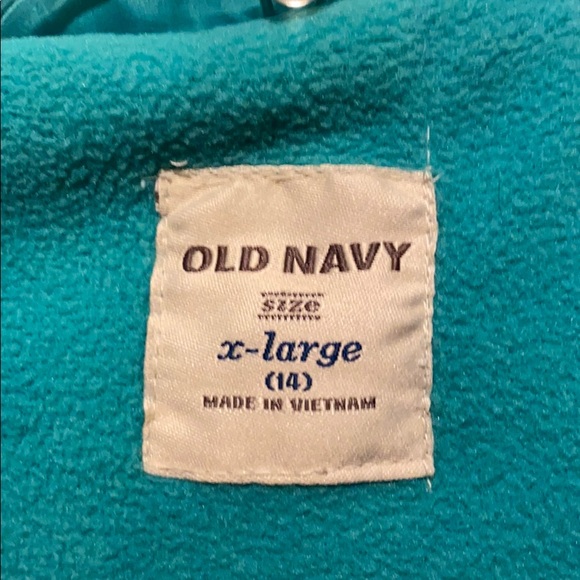 OLD NAVY
size
x-large
(14)
MADE IN VIETNAM